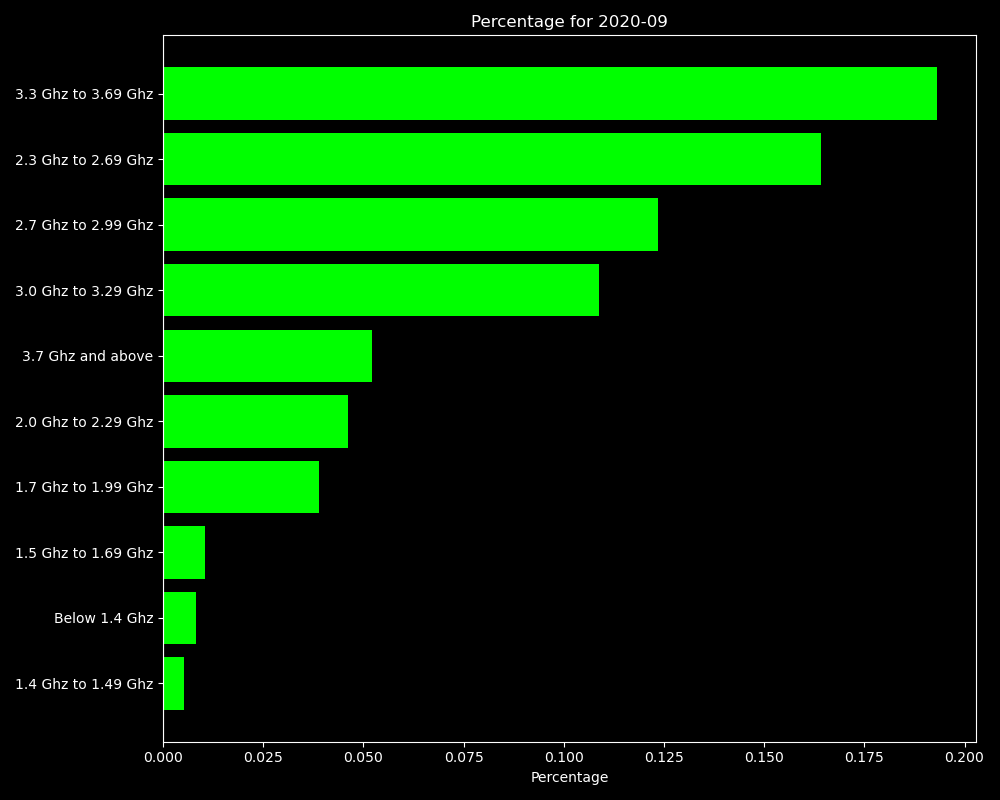 Percentage for 2020-09
3.3 Ghz to 3.69 Ghz
2.3 Ghz to 2.69 Ghz
2.7 Ghz to 2.99 Ghz
3.0 Ghz to 3.29 Ghz
3.7 Ghz and above
2.0 Ghz to 2.29 Ghz
1.7 Ghz to 1.99 Ghz
1.5 Ghz to 1.69 Ghz
Below 1.4 Ghz
1.4 Ghz to 1.49 Ghz
0.000 0.025 0.050 0.075 0.100 0.125 0.150 0.175 0.200
Percentage